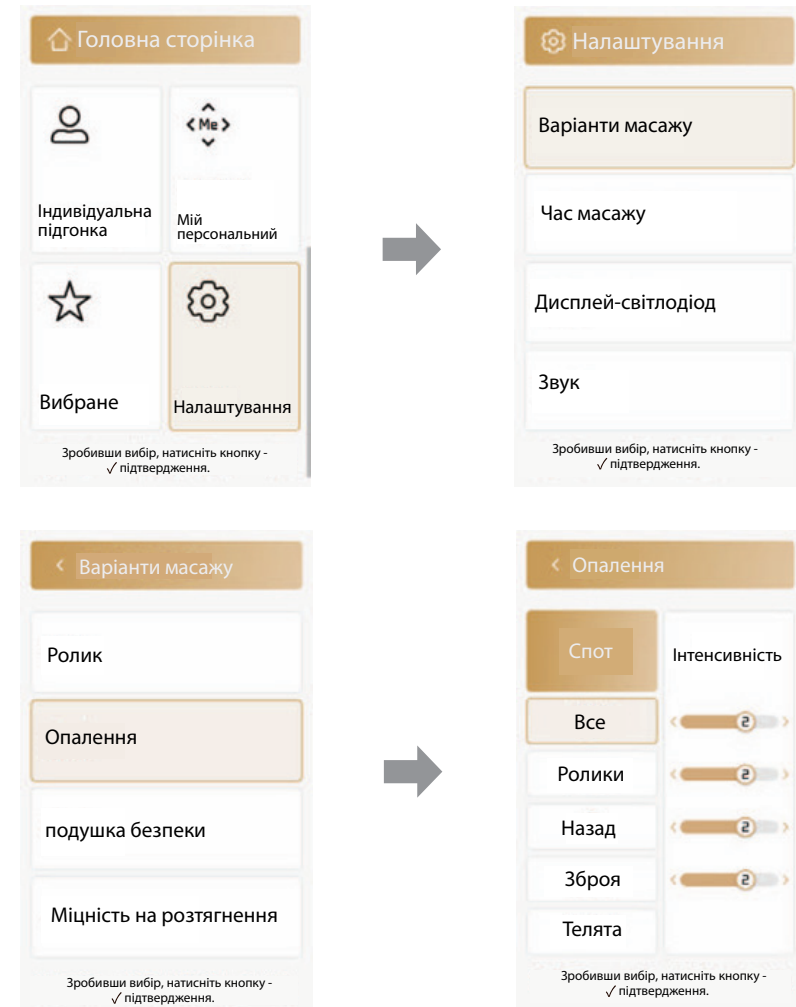 Головна сторінка
< Me >
Індивідуальна
підгонка
Мій
персональний
Вибране
Налаштування
Зробивши вибір, натисніть кнопку -
✓ підтвердження.
Налаштування
Варіанти масажу
Час масажу
Дисплей-світлодіод
Звук
Зробивши вибір, натисніть кнопку -
✓ підтвердження.
< Варіанти масажу
Ролик
Опалення
подушка безпеки
Міцність на розтягнення
Зробивши вибір, натисніть кнопку -
✓ підтвердження.
< Опалення
Спот
Інтенсивність
Все
< 2 >
Ролики
< 2 >
Назад
< 2 >
Зброя
< 2 >
Телята
Зробивши вибір, натисніть кнопку -
✓ підтвердження.